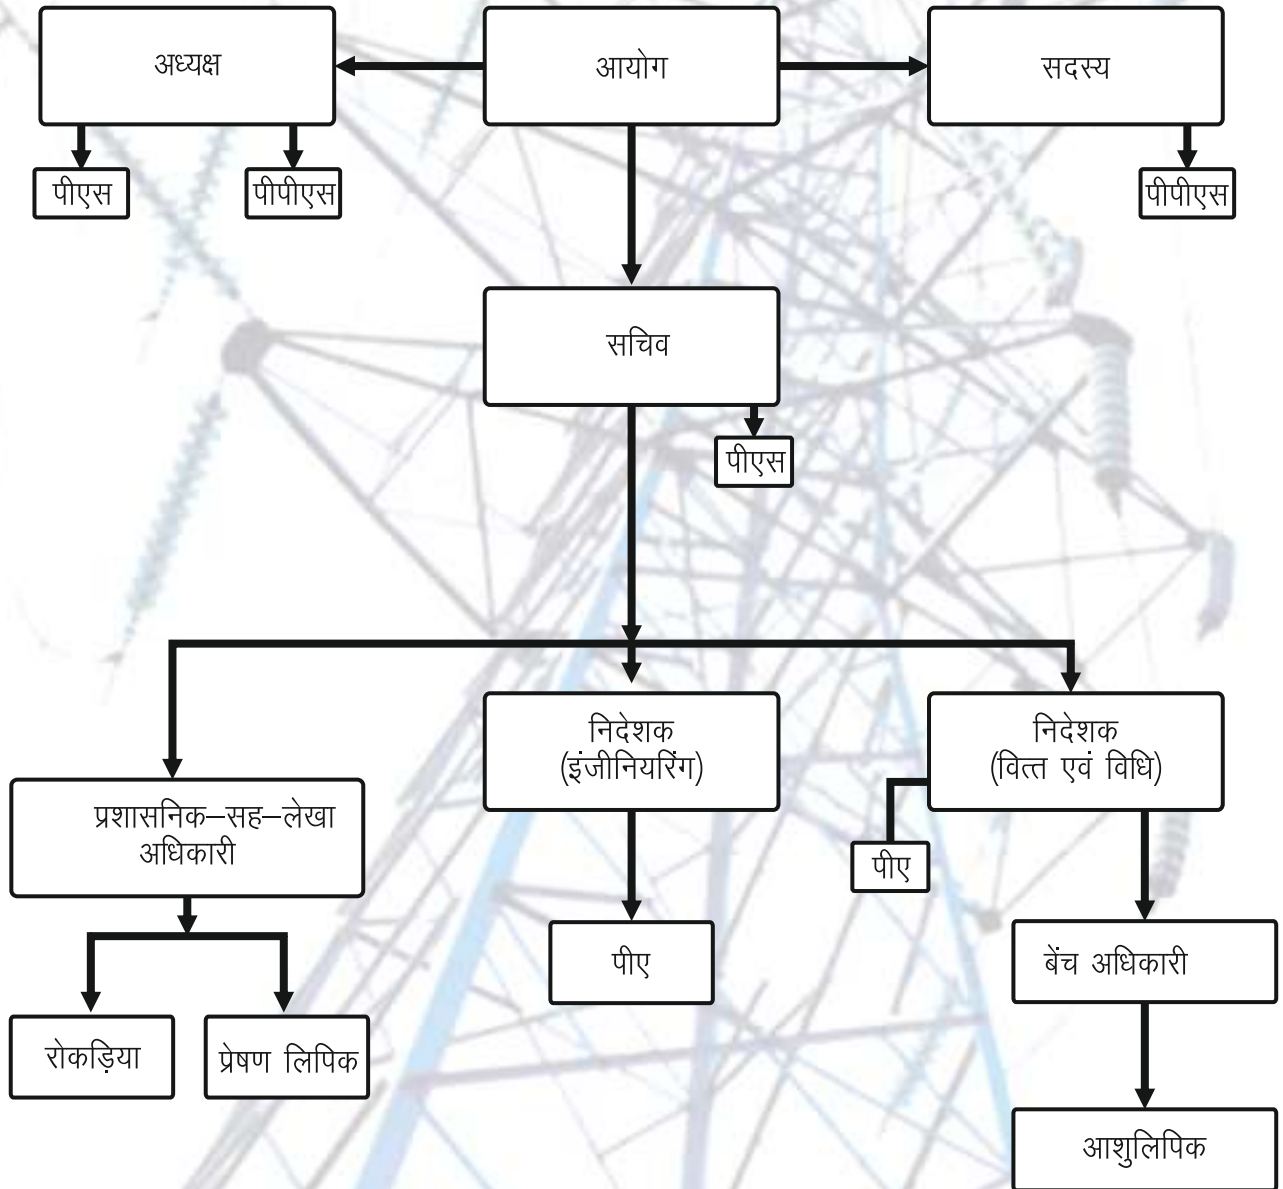 अध्यक्ष
आयोग
सदस्य
पीएस
पीपीएस
पीपीएस
सचिव
पीएस
निदेशक
(इंजीनियरिंग)
निदेशक
(वित्त एवं विधि)
प्रशासनिक–सह–लेखा
अधिकारी
पीए
पीए
बेंच अधिकारी
रोकड़िया
प्रेषण लिपिक
आशुलिपिक